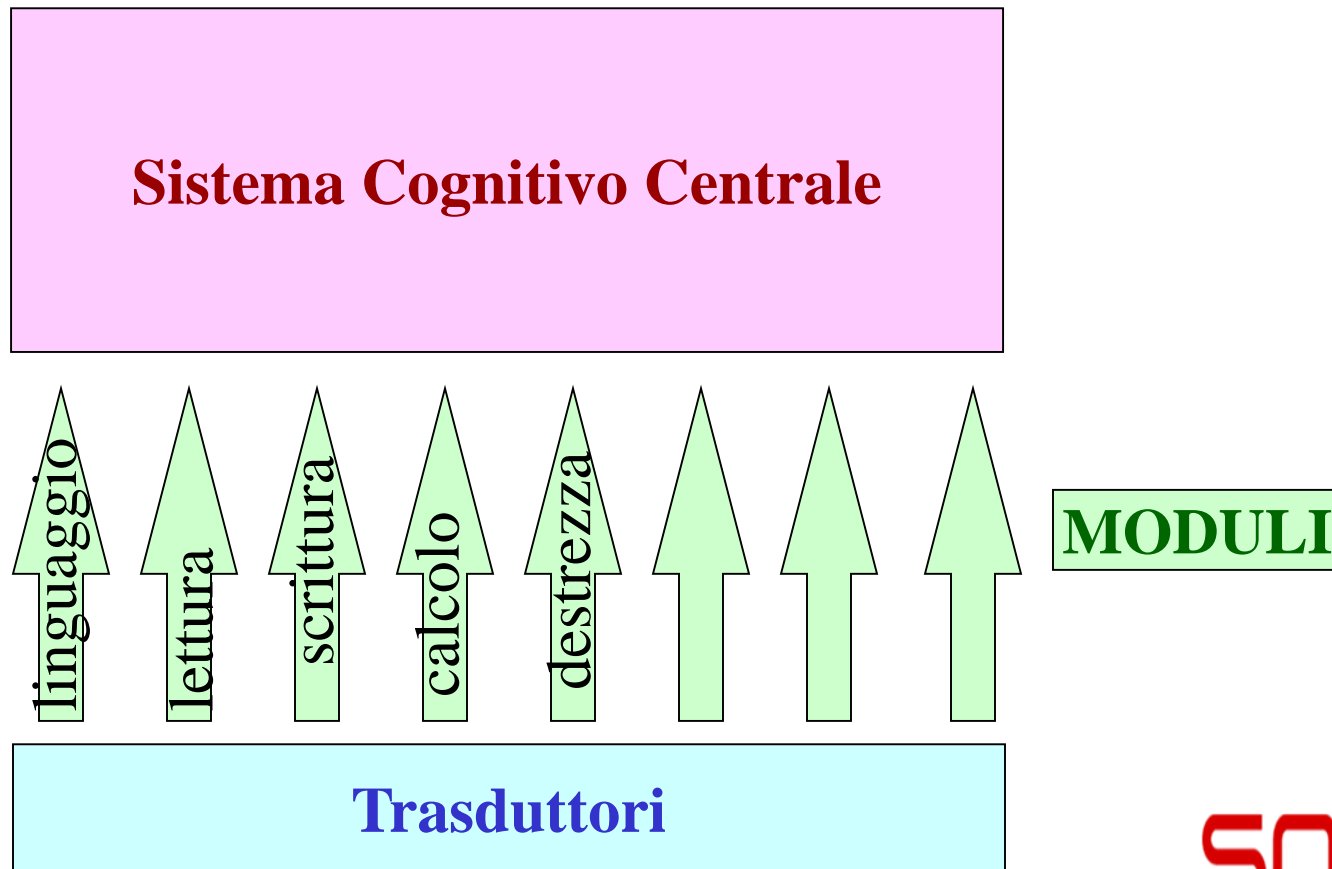 Sistema Cognitivo Centrale
linguaggio
lettura
scrittura
calcolo
destrezza
MODULI
Trasduttori